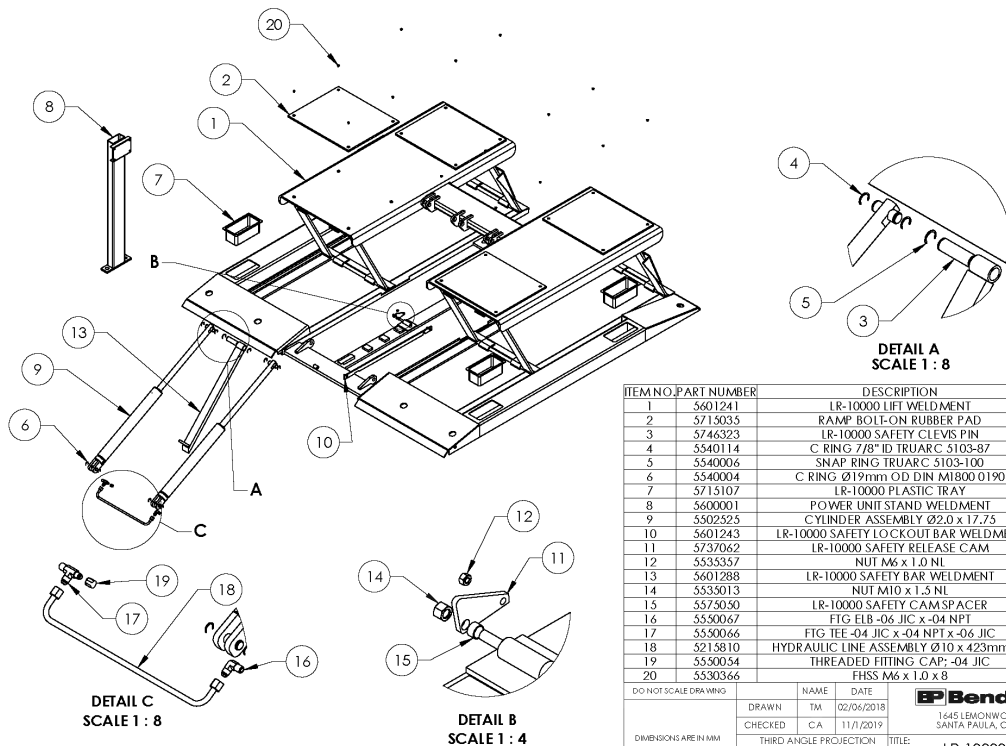 20
2
8
1
7
B
4
5
3
DETAIL A
SCALE 1 : 8
13
9
6
10
A
C
12
11
14
15
19
18
17
16
DETAIL C
SCALE 1 : 8
DETAIL B
SCALE 1 : 4
ITEM NO. PART NUMBER DESCRIPTION
1 5601241 LR-10000 LIFT WELDMENT
2 5715035 RAMP BOLT-ON RUBBER PAD
3 5746323 LR-10000 SAFETY CLEVIS PIN
4 5540114 C RING 7/8" ID TRUARC 5103-87
5 5540006 SNAP RING TRUARC 5103-100
6 5540004 C RING Ø19mm OD DIN M1800 0190
7 5715107 LR-10000 PLASTIC TRAY
8 5600001 POWER UNIT STAND WELDMENT
9 5502525 CYLINDER ASSEMBLY Ø2.0 x 17.75
10 5601243 LR-10000 SAFETY LOCKOUT BAR WELDME
11 5737062 LR-10000 SAFETY RELEASE CAM
12 5535357 NUT M6 x 1.0 NL
13 5601288 LR-10000 SAFETY BAR WELDMENT
14 5535013 NUT M10 x 1.5 NL
15 5575050 LR-10000 SAFETY CAM SPACER
16 5550067 FTG ELB -06 JIC x -04 NPT
17 5550066 FTG TEE -04 JIC x -04 NPT x -06 JIC
18 5215810 HYDRAULIC LINE ASSEMBLY Ø10 x 423mm
19 5550054 THREADED FITTING CAP; -04 JIC
20 5530366 FHSS M6 x 1.0 x 8
DO NOT SCALE DRAWING NAME DATE
DRAWN TM 02/06/2018
CHECKED CA 11/1/2019
DIMENSIONS ARE IN MM
THIRD ANGLE PROJECTION
BP Bend
1645 LEMONWO
SANTA PAULA, C
TITLE:
LR-10000